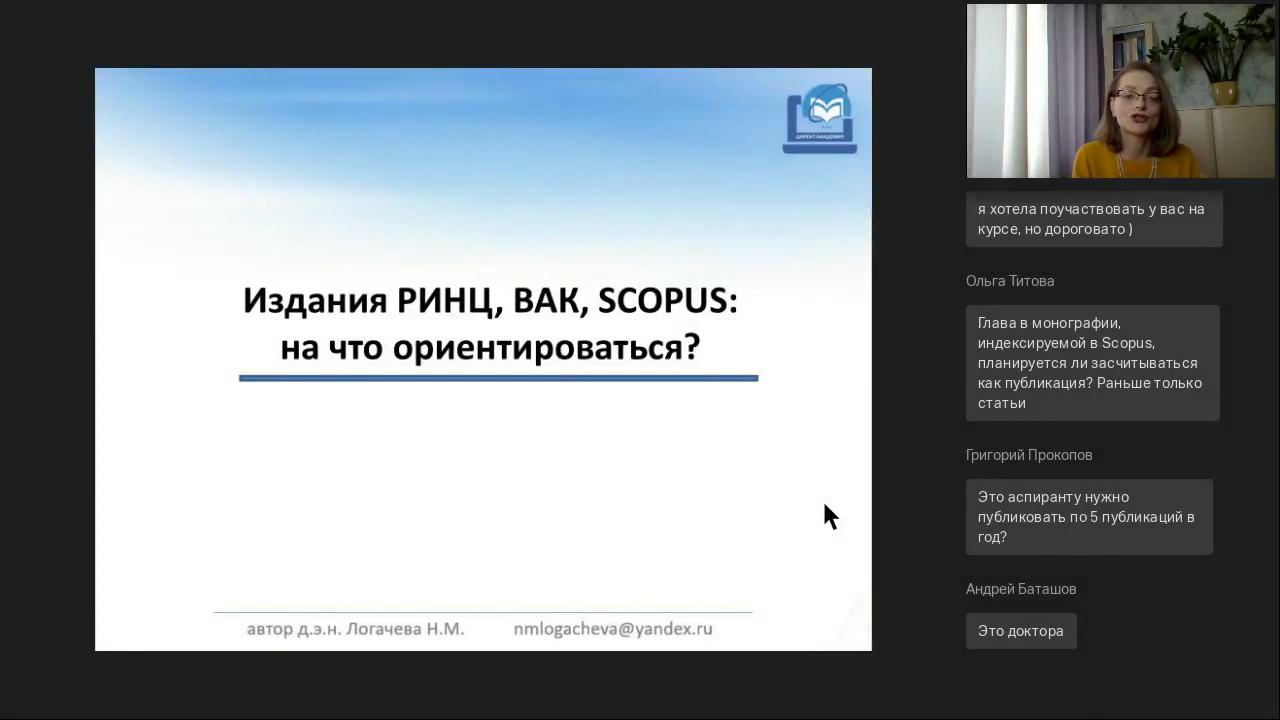 ДИРЕКТ-АКАДЕМИЯ
Издания РИНЦ, ВАК, SCOPUS:
на что ориентироваться?
автор д.э.н. Логачева Н.М.
nmlogacheva@yandex.ru
я хотела поучаствовать у вас на
курсе, но дороговато )
Ольга Титова
Глава в монографии,
индексируемой в Scopus,
планируется ли засчитываться
как публикация? Раньше только
статьи
Григорий Прокопов
Это аспиранту нужно
публиковать по 5 публикаций в
год?
Андрей Баташов
Это доктора